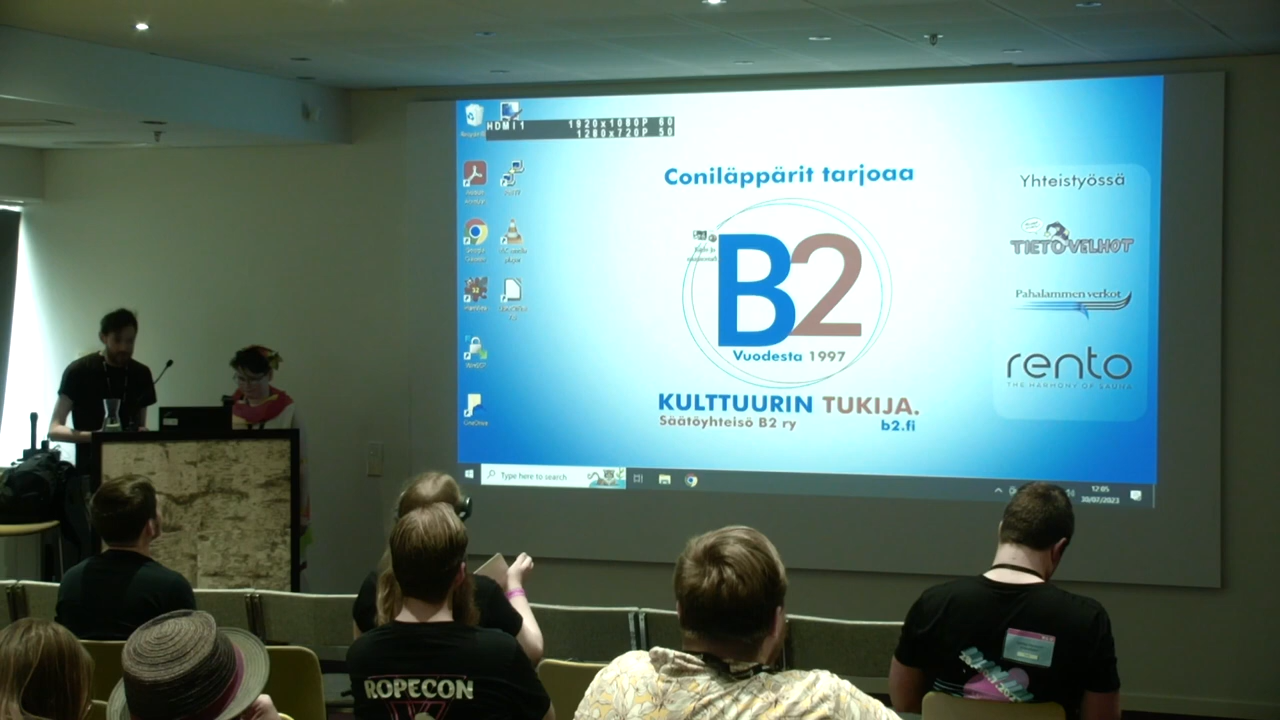 HDMI1
1920x1080P 60
1280x720P 50
Coniläppärit tarjoaa
B2
Vuodesta 1997
KULTTUURIN TUKIJA.
Säätöyhteisö B2 ry
b2.fi
Yhteistyössä
TIETOVELHOT
Pahalammen verkot
rento
THE HARMONY OF SAUNA
Type here to search
17:05
30/07/2023
ROPECON